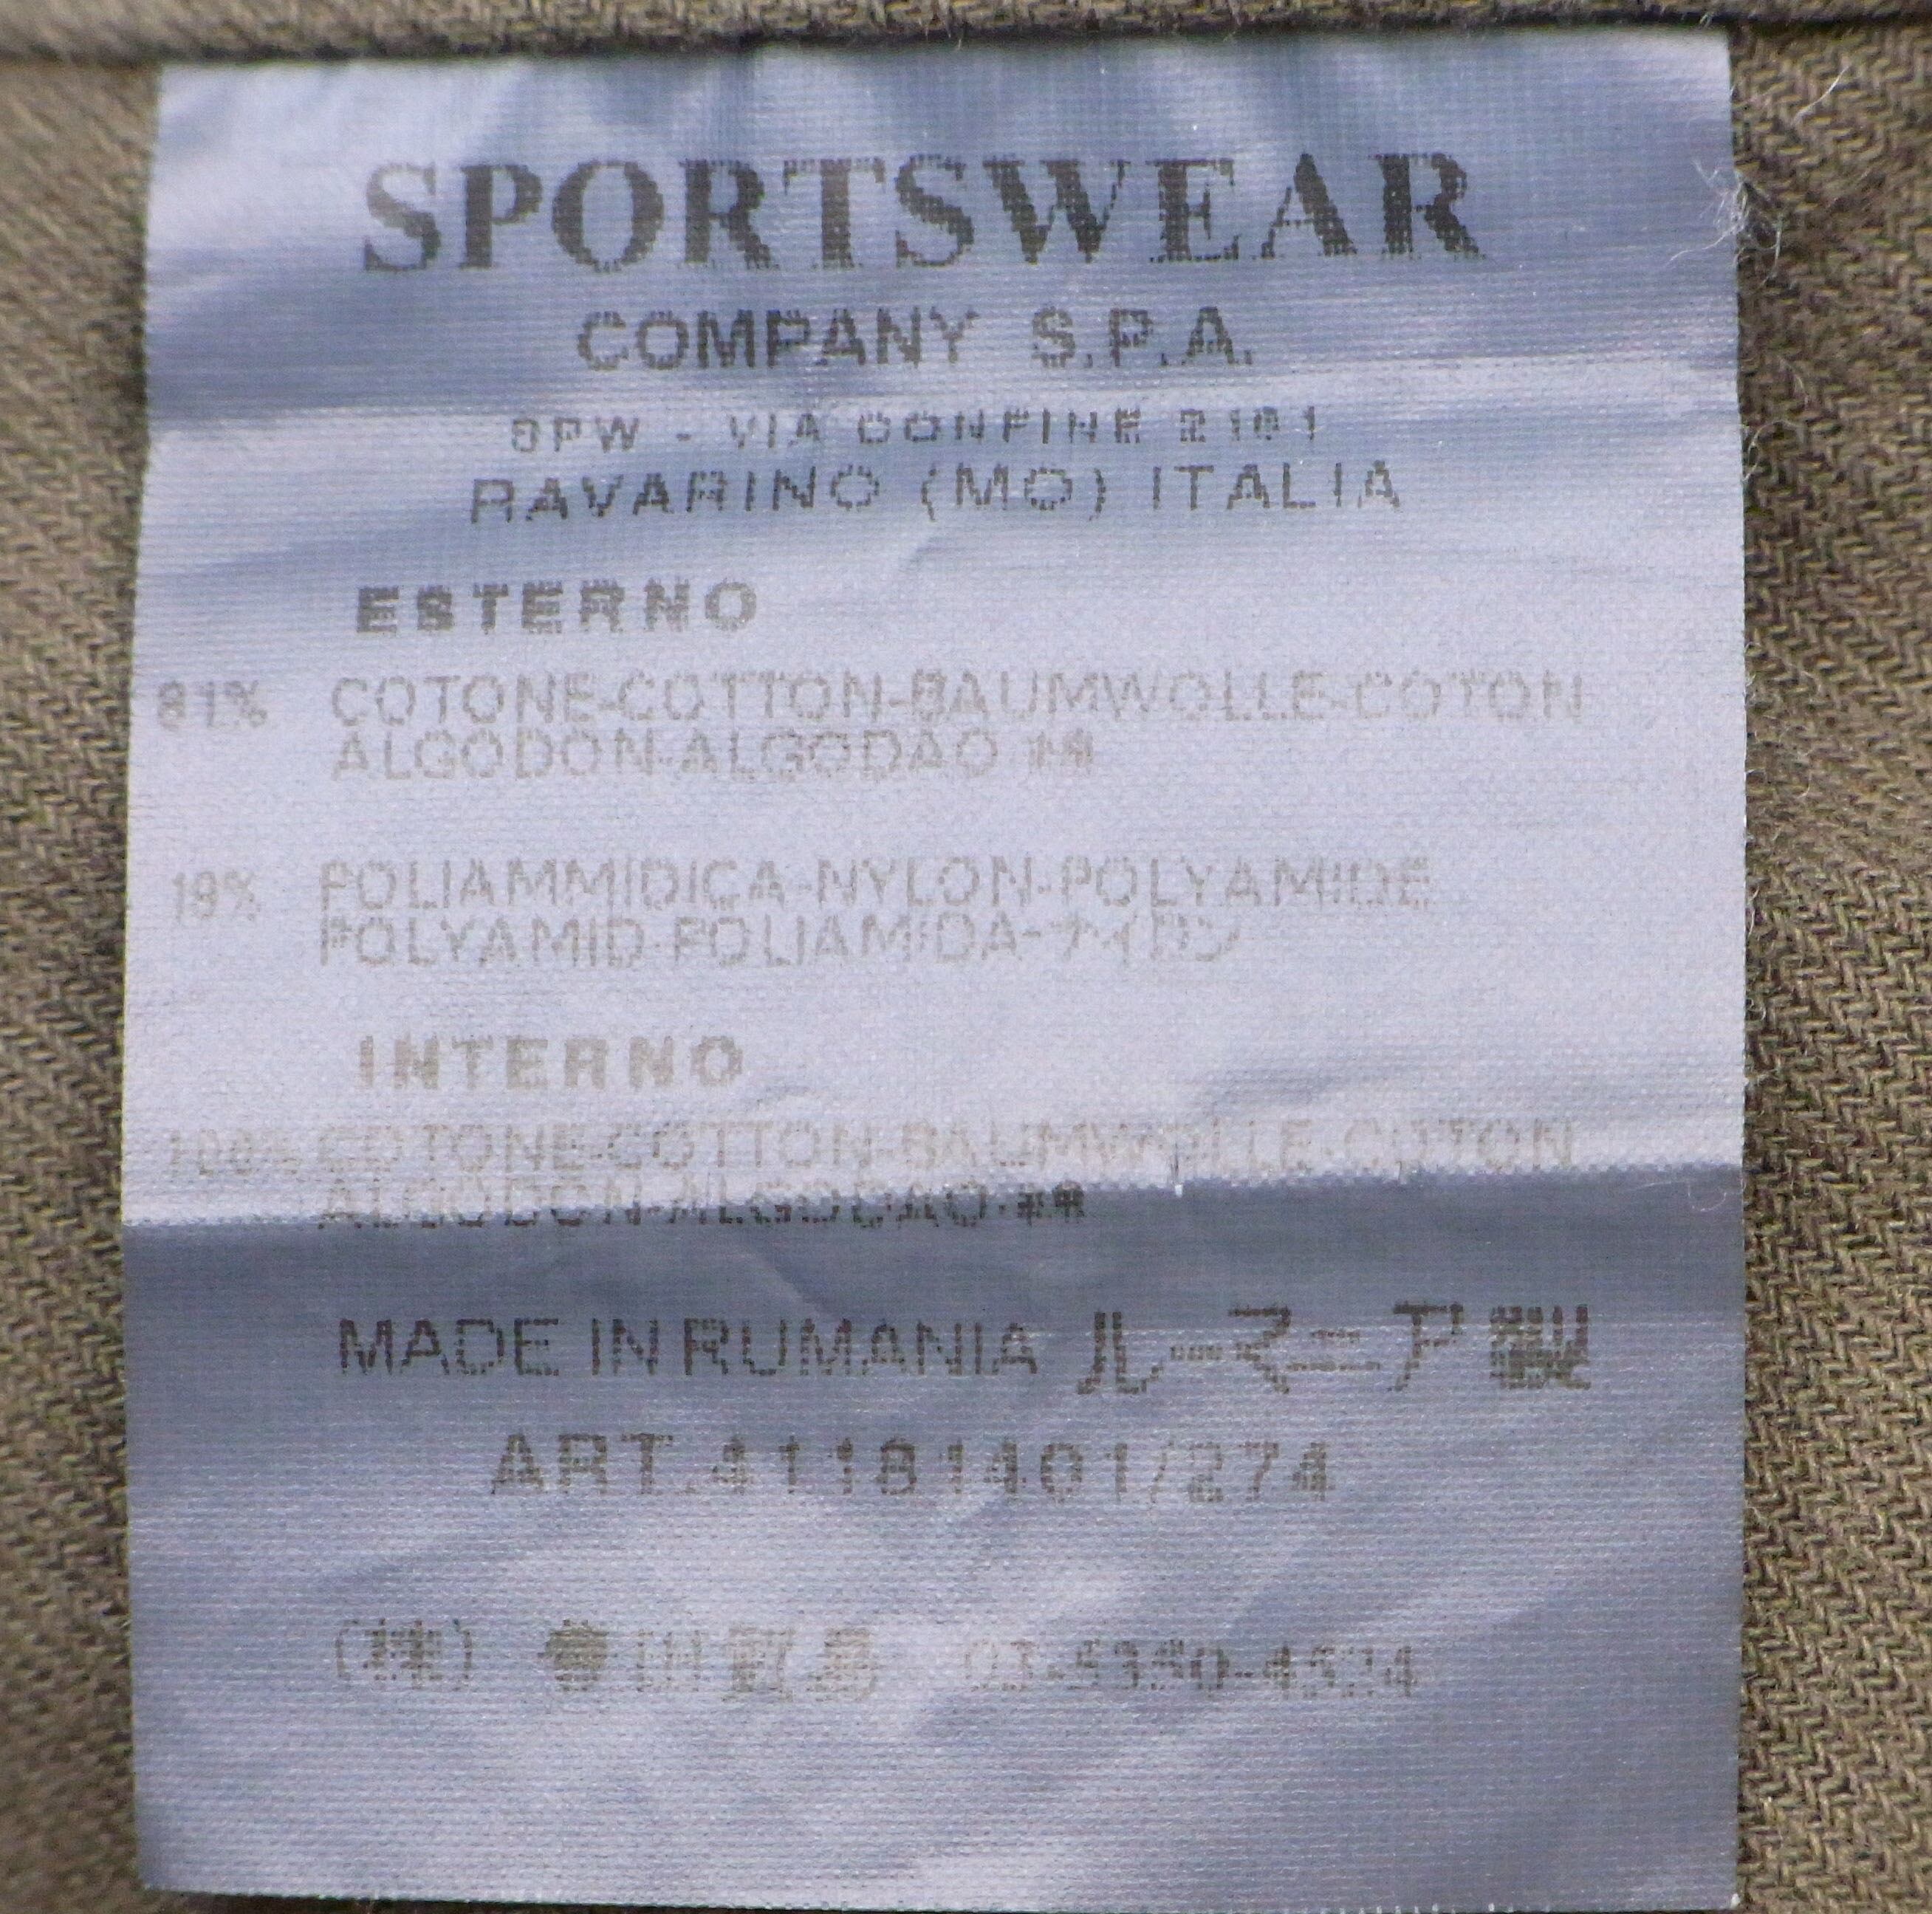 SPORTSWEAR
COMPANY S.P.A.
SPW - VIA CONFINE 2161
RAVARINO (MO) ITALIA
ESTERNO
81% COTONE-COTTON-BAUMWOLLE-COTON
ALGODON-ALGODAO
19% POLIAMMIDICA-NYLON-POLYAMIDE
POLYAMID-POLIAMIDA-ナイロン
INTERNO
100% COTONE-COTTON-BAUMWOLLE-COTON
ALGODON-ALGODAO
MADE IN RUMANIA ルーマニア製
ART.41181401/274
(株)